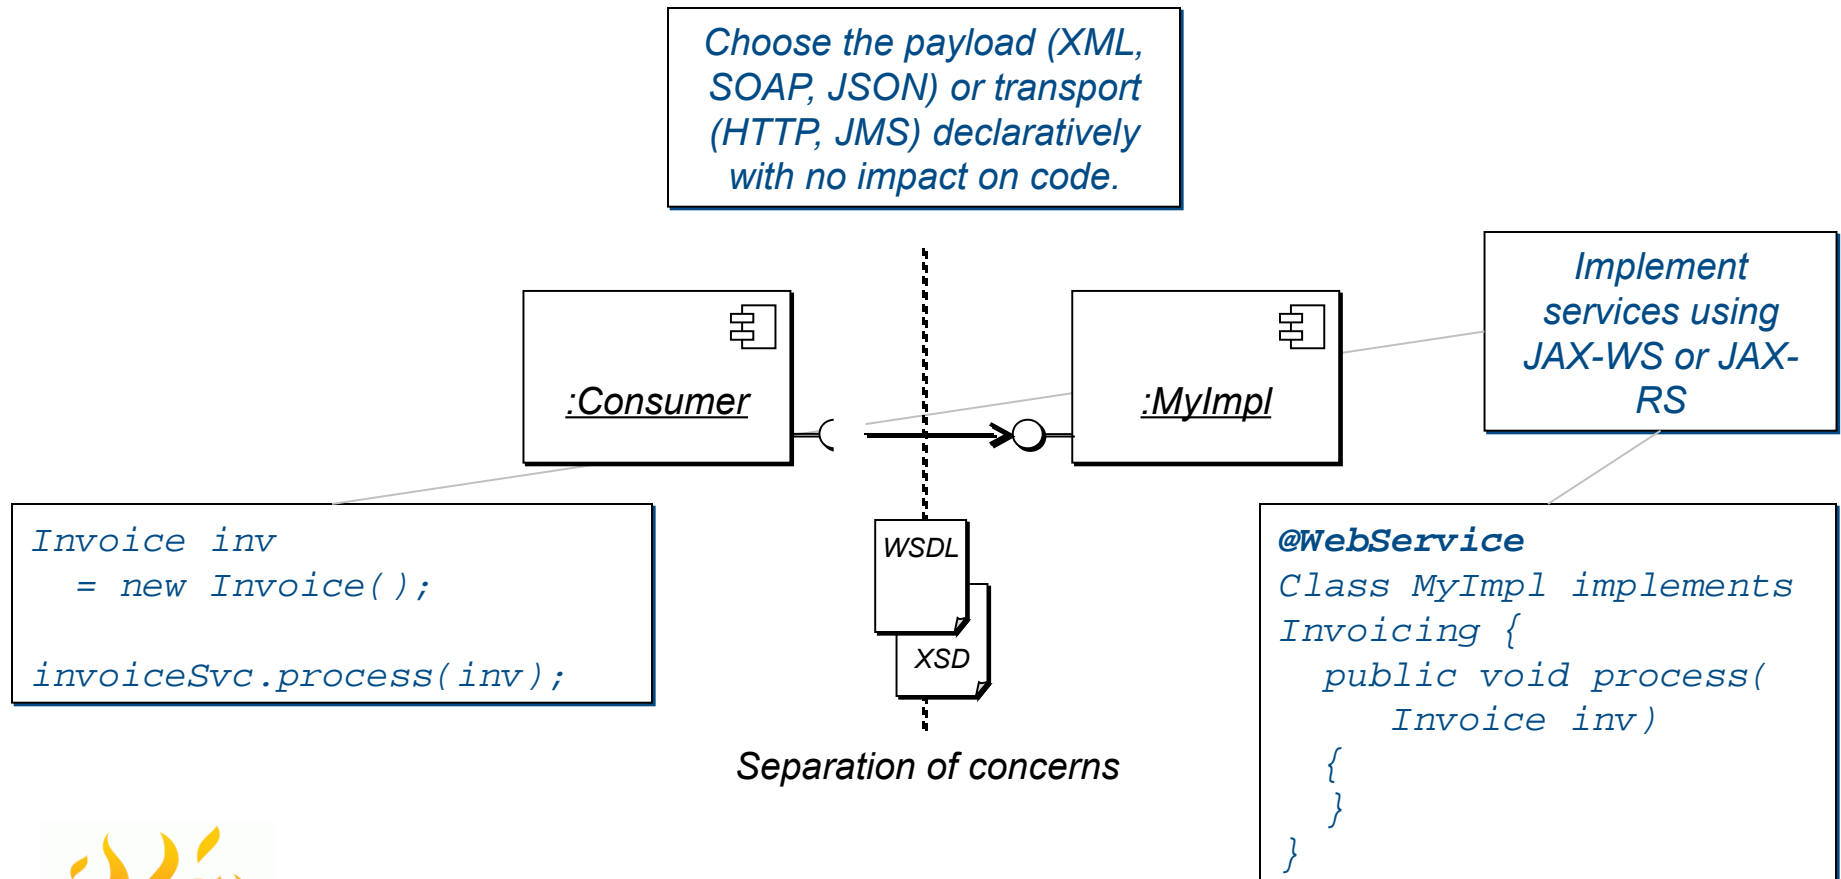 Choose the payload (XML,
SOAP, JSON) or transport
(HTTP, JMS) declaratively
with no impact on code.
Implement
services using
JAX-WS or JAX-
RS
:Consumer
:MyImpl
Invoice inv
= new Invoice();
invoiceSvc.process(inv);
WSDL
XSD
Separation of concerns
@WebService
Class MyImpl implements
Invoicing {
public void process(
Invoice inv)
{
}
}